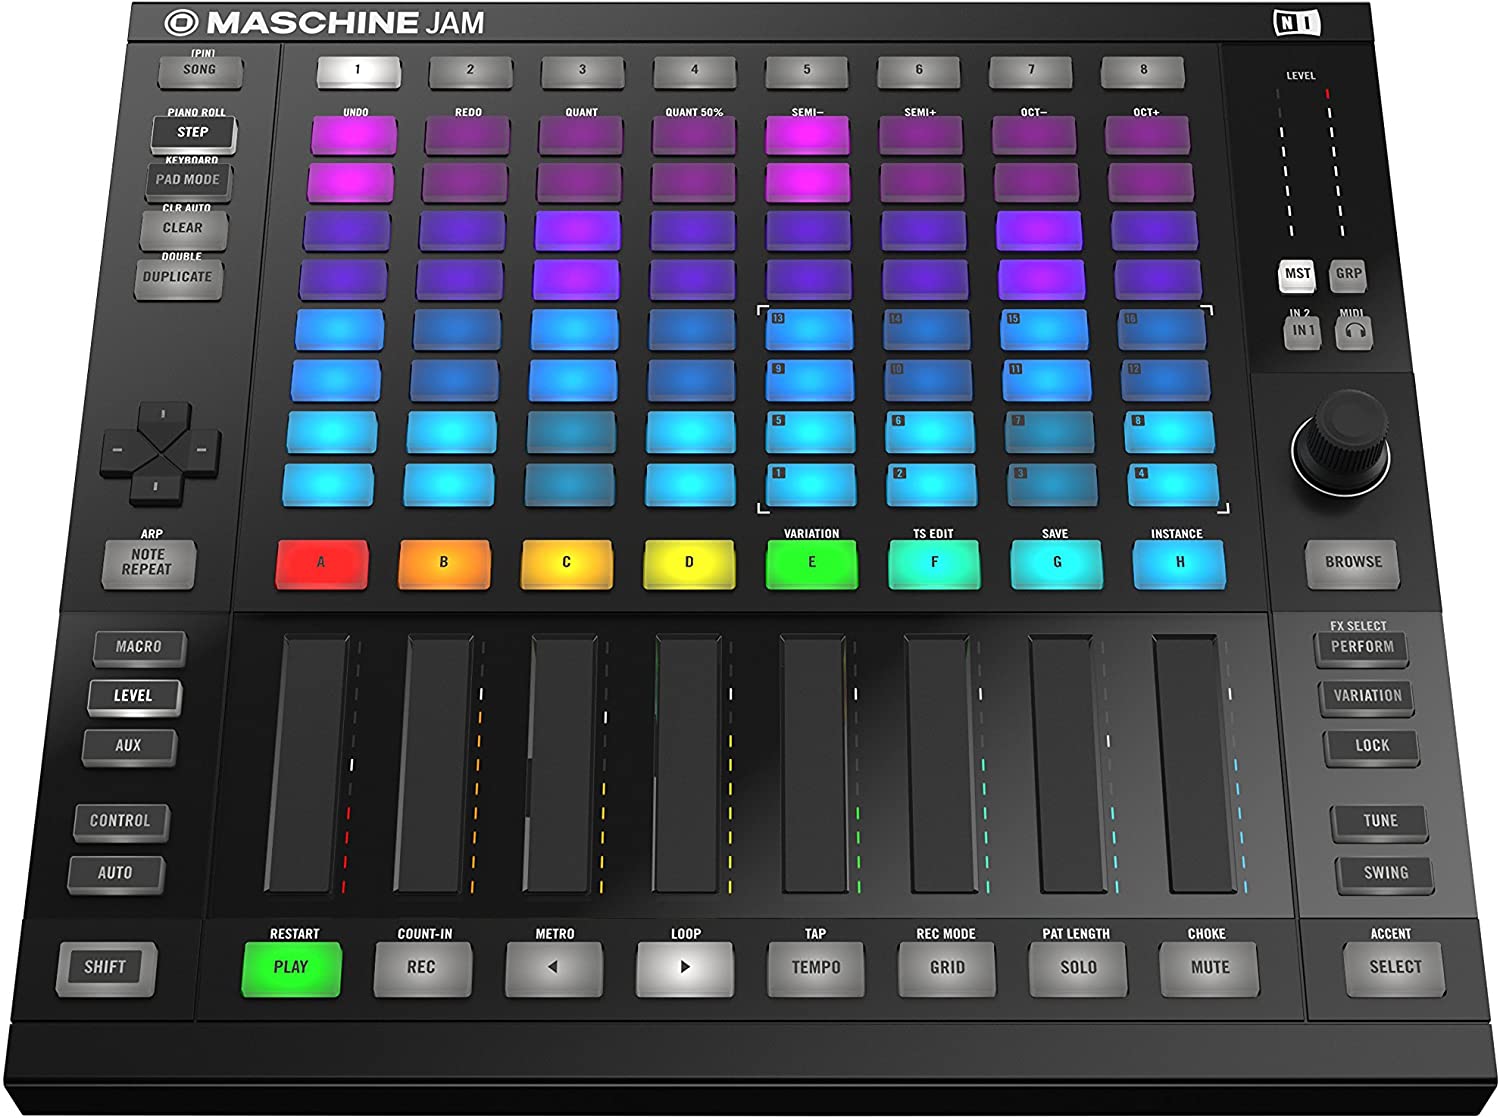 MASCHINE JAM
NI
[PIN]
SONG
1 2 3 4 5 6 7 8
LEVEL
PIANO ROLL
STEP
UNDO REDO QUANT QUANT 50% SEMI– SEMI+ OCT– OCT+
KEYBOARD
PAD MODE
CLR AUTO
CLEAR
DOUBLE
DUPLICATE
MST GRP
IN 2 MIDI
IN 1
13 14 15 16
9 10 11 12
5 6 7 8
1 2 3 4
ARP
NOTE
REPEAT
VARIATION TS EDIT SAVE INSTANCE
A B C D E F G H
BROWSE
MACRO
LEVEL
AUX
CONTROL
AUTO
FX SELECT
PERFORM
VARIATION
LOCK
TUNE
SWING
RESTART COUNT-IN METRO LOOP TAP REC MODE PAT LENGTH CHOKE ACCENT
SHIFT PLAY REC TEMPO GRID SOLO MUTE SELECT